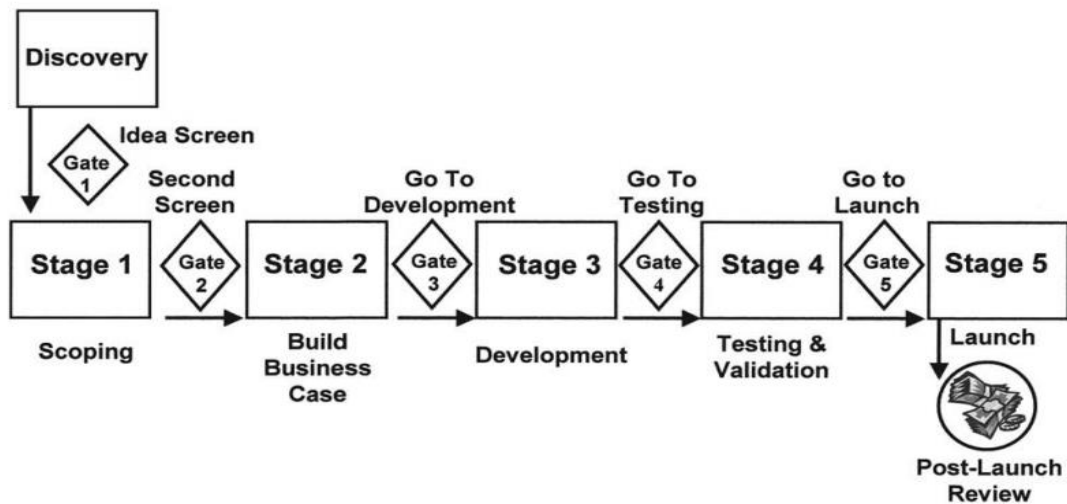 Discovery
Idea Screen
Gate
1
Second
Screen
Go To
Development
Go To
Testing
Go to
Launch
Stage 1
Gate
2
Stage 2
Gate
3
Stage 3
Gate
4
Stage 4
Gate
5
Stage 5
Scoping
Build
Business
Case
Development
Testing &
Validation
Launch
Post-Launch
Review